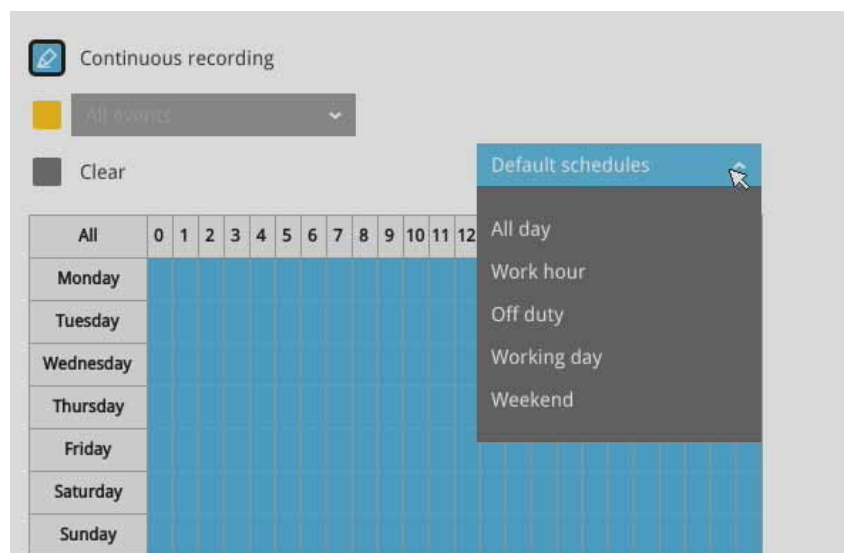 Continuous recording
All events
Clear
Default schedules
All day
Work hour
Off duty
Working day
Weekend
All 0 1 2 3 4 5 6 7 8 9 10 11 12
Monday
Tuesday
Wednesday
Thursday
Friday
Saturday
Sunday